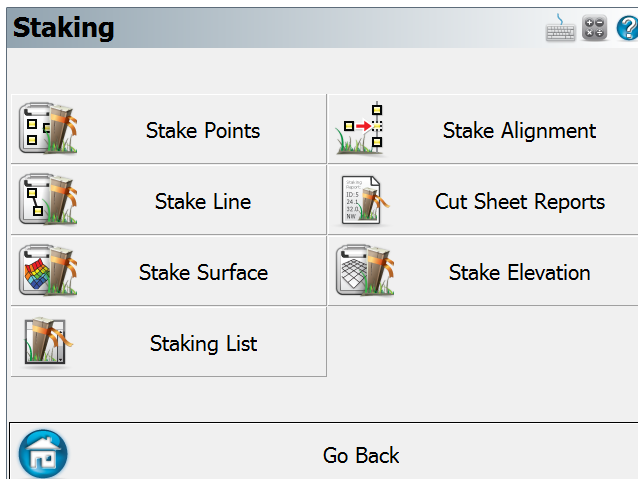 Staking
Stake Points
Stake Alignment
Stake Line
Cut Sheet Reports
Stake Surface
Stake Elevation
Staking List
Go Back